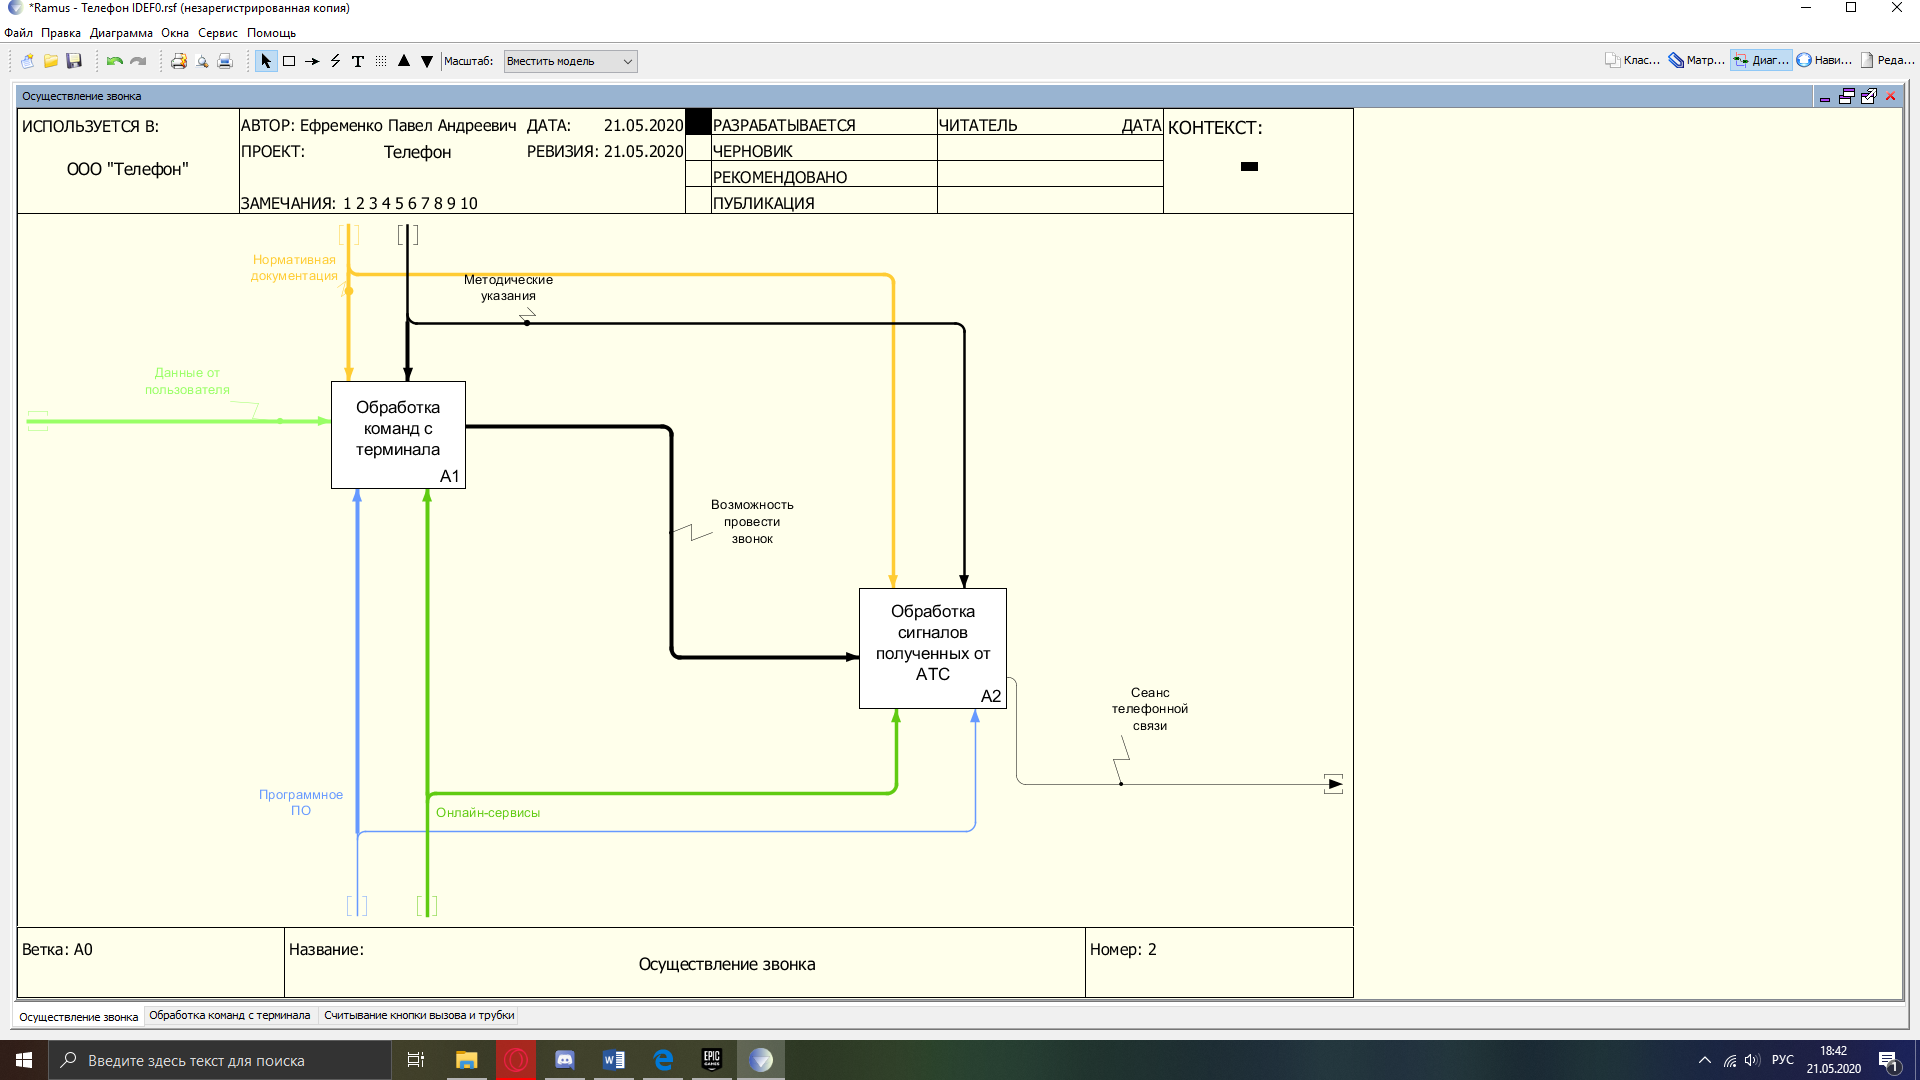 *Ramus - Телефон IDEF0.rsf (незарегистрированная копия)
Файл Правка Диаграмма Окна Сервис Помощь
Масштаб: Вместить модель Клас... Матр... Диаг... Нави... Реда...
Осуществление звонка
ИСПОЛЬЗУЕТСЯ В:
ООО "Телефон"
АВТОР: Ефременко Павел Андреевич ДАТА: 21.05.2020
ПРОЕКТ: Телефон РЕВИЗИЯ: 21.05.2020
ЗАМЕЧАНИЯ: 1 2 3 4 5 6 7 8 9 10
РАЗРАБАТЫВАЕТСЯ
ЧЕРНОВИК
РЕКОМЕНДОВАНО
ПУБЛИКАЦИЯ
ЧИТАТЕЛЬ ДАТА
КОНТЕКСТ:
Нормативная
документация
Методические
указания
Данные от
пользователя
Обработка
команд с
терминала
A1
Возможность
провести
звонок
Обработка
сигналов
полученных от
АТС
A2
Сеанс
телефонной
связи
Программное
ПО
Онлайн-сервисы
Ветка: A0
Название:
Осуществление звонка
Номер: 2
Осуществление звонка Обработка команд с терминала Считывание кнопки вызова и трубки
Введите здесь текст для поиска
EPIC
GAMES
РУС
18:42
21.05.2020
1